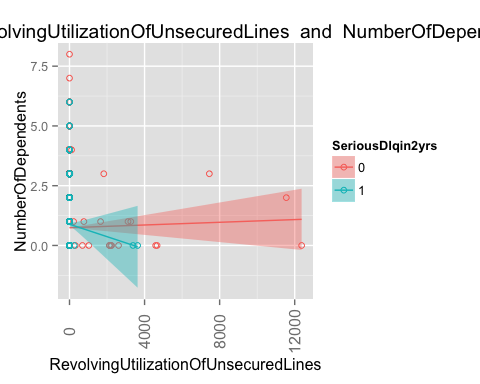 olvingUtilizationOfUnsecuredLines and NumberOfDepe
7.5
5.0
2.5
0.0
NumberOfDependents
0
4000
8000
12000
RevolvingUtilizationOfUnsecuredLines
SeriousDlqin2yrs
0
1